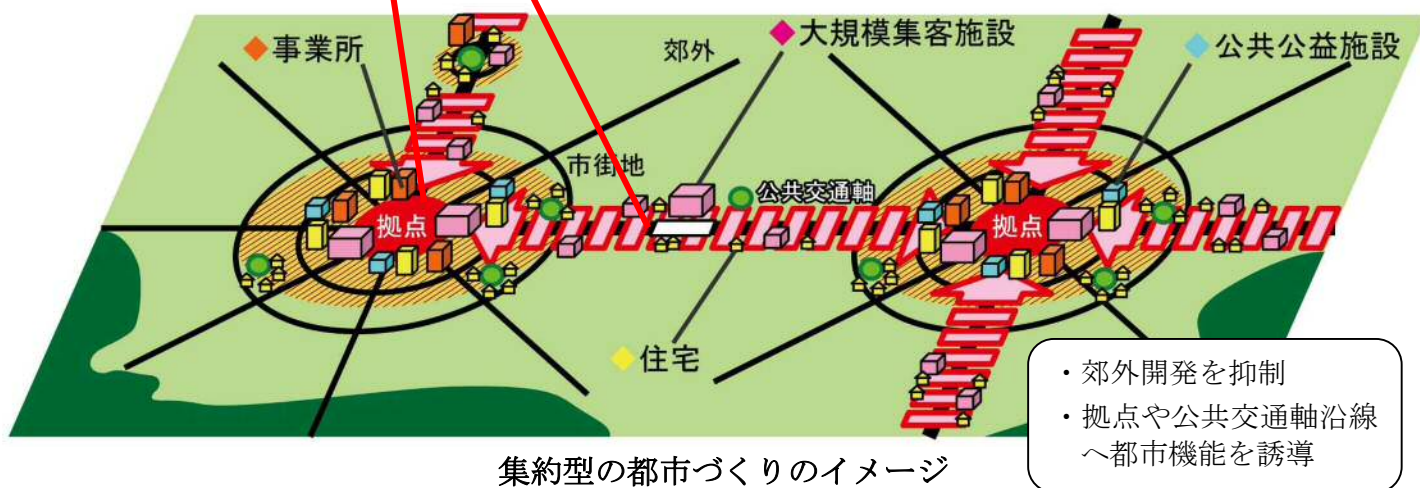 ◆事業所
郊外
◆大規模集客施設
◆公共公益施設
市街地
公共交通軸
拠点
拠点
◆住宅
・郊外開発を抑制
・拠点や公共交通軸沿線
へ都市機能を誘導
集約型の都市づくりのイメージ